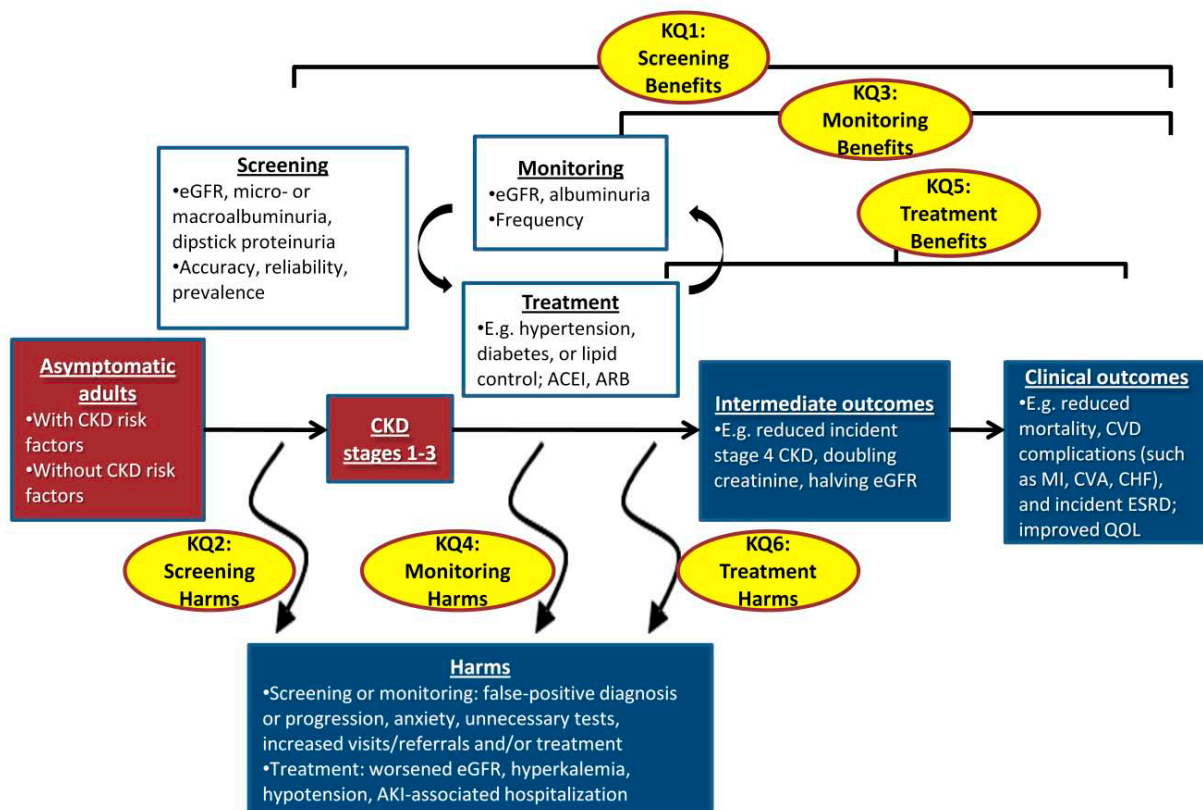 KQ1:
Screening
Benefits
KQ3:
Monitoring
Benefits
KQ5:
Treatment
Benefits
Screening
•eGFR, micro- or
macroalbuminuria,
dipstick proteinuria
•Accuracy, reliability,
prevalence
Monitoring
•eGFR, albuminuria
•Frequency
Treatment
•E.g. hypertension,
diabetes, or lipid
control; ACEI, ARB
Asymptomatic
adults
•With CKD risk
factors
•Without CKD risk
factors
CKD
stages 1-3
Intermediate outcomes
•E.g. reduced incident
stage 4 CKD, doubling
creatinine, halving eGFR
Clinical outcomes
•E.g. reduced
mortality, CVD
complications (such
as MI, CVA, CHF),
and incident ESRD;
improved QOL
KQ2:
Screening
Harms
KQ4:
Monitoring
Harms
KQ6:
Treatment
Harms
Harms
•Screening or monitoring: false-positive diagnosis
or progression, anxiety, unnecessary tests,
increased visits/referrals and/or treatment
•Treatment: worsened eGFR, hyperkalemia,
hypotension, AKI-associated hospitalization